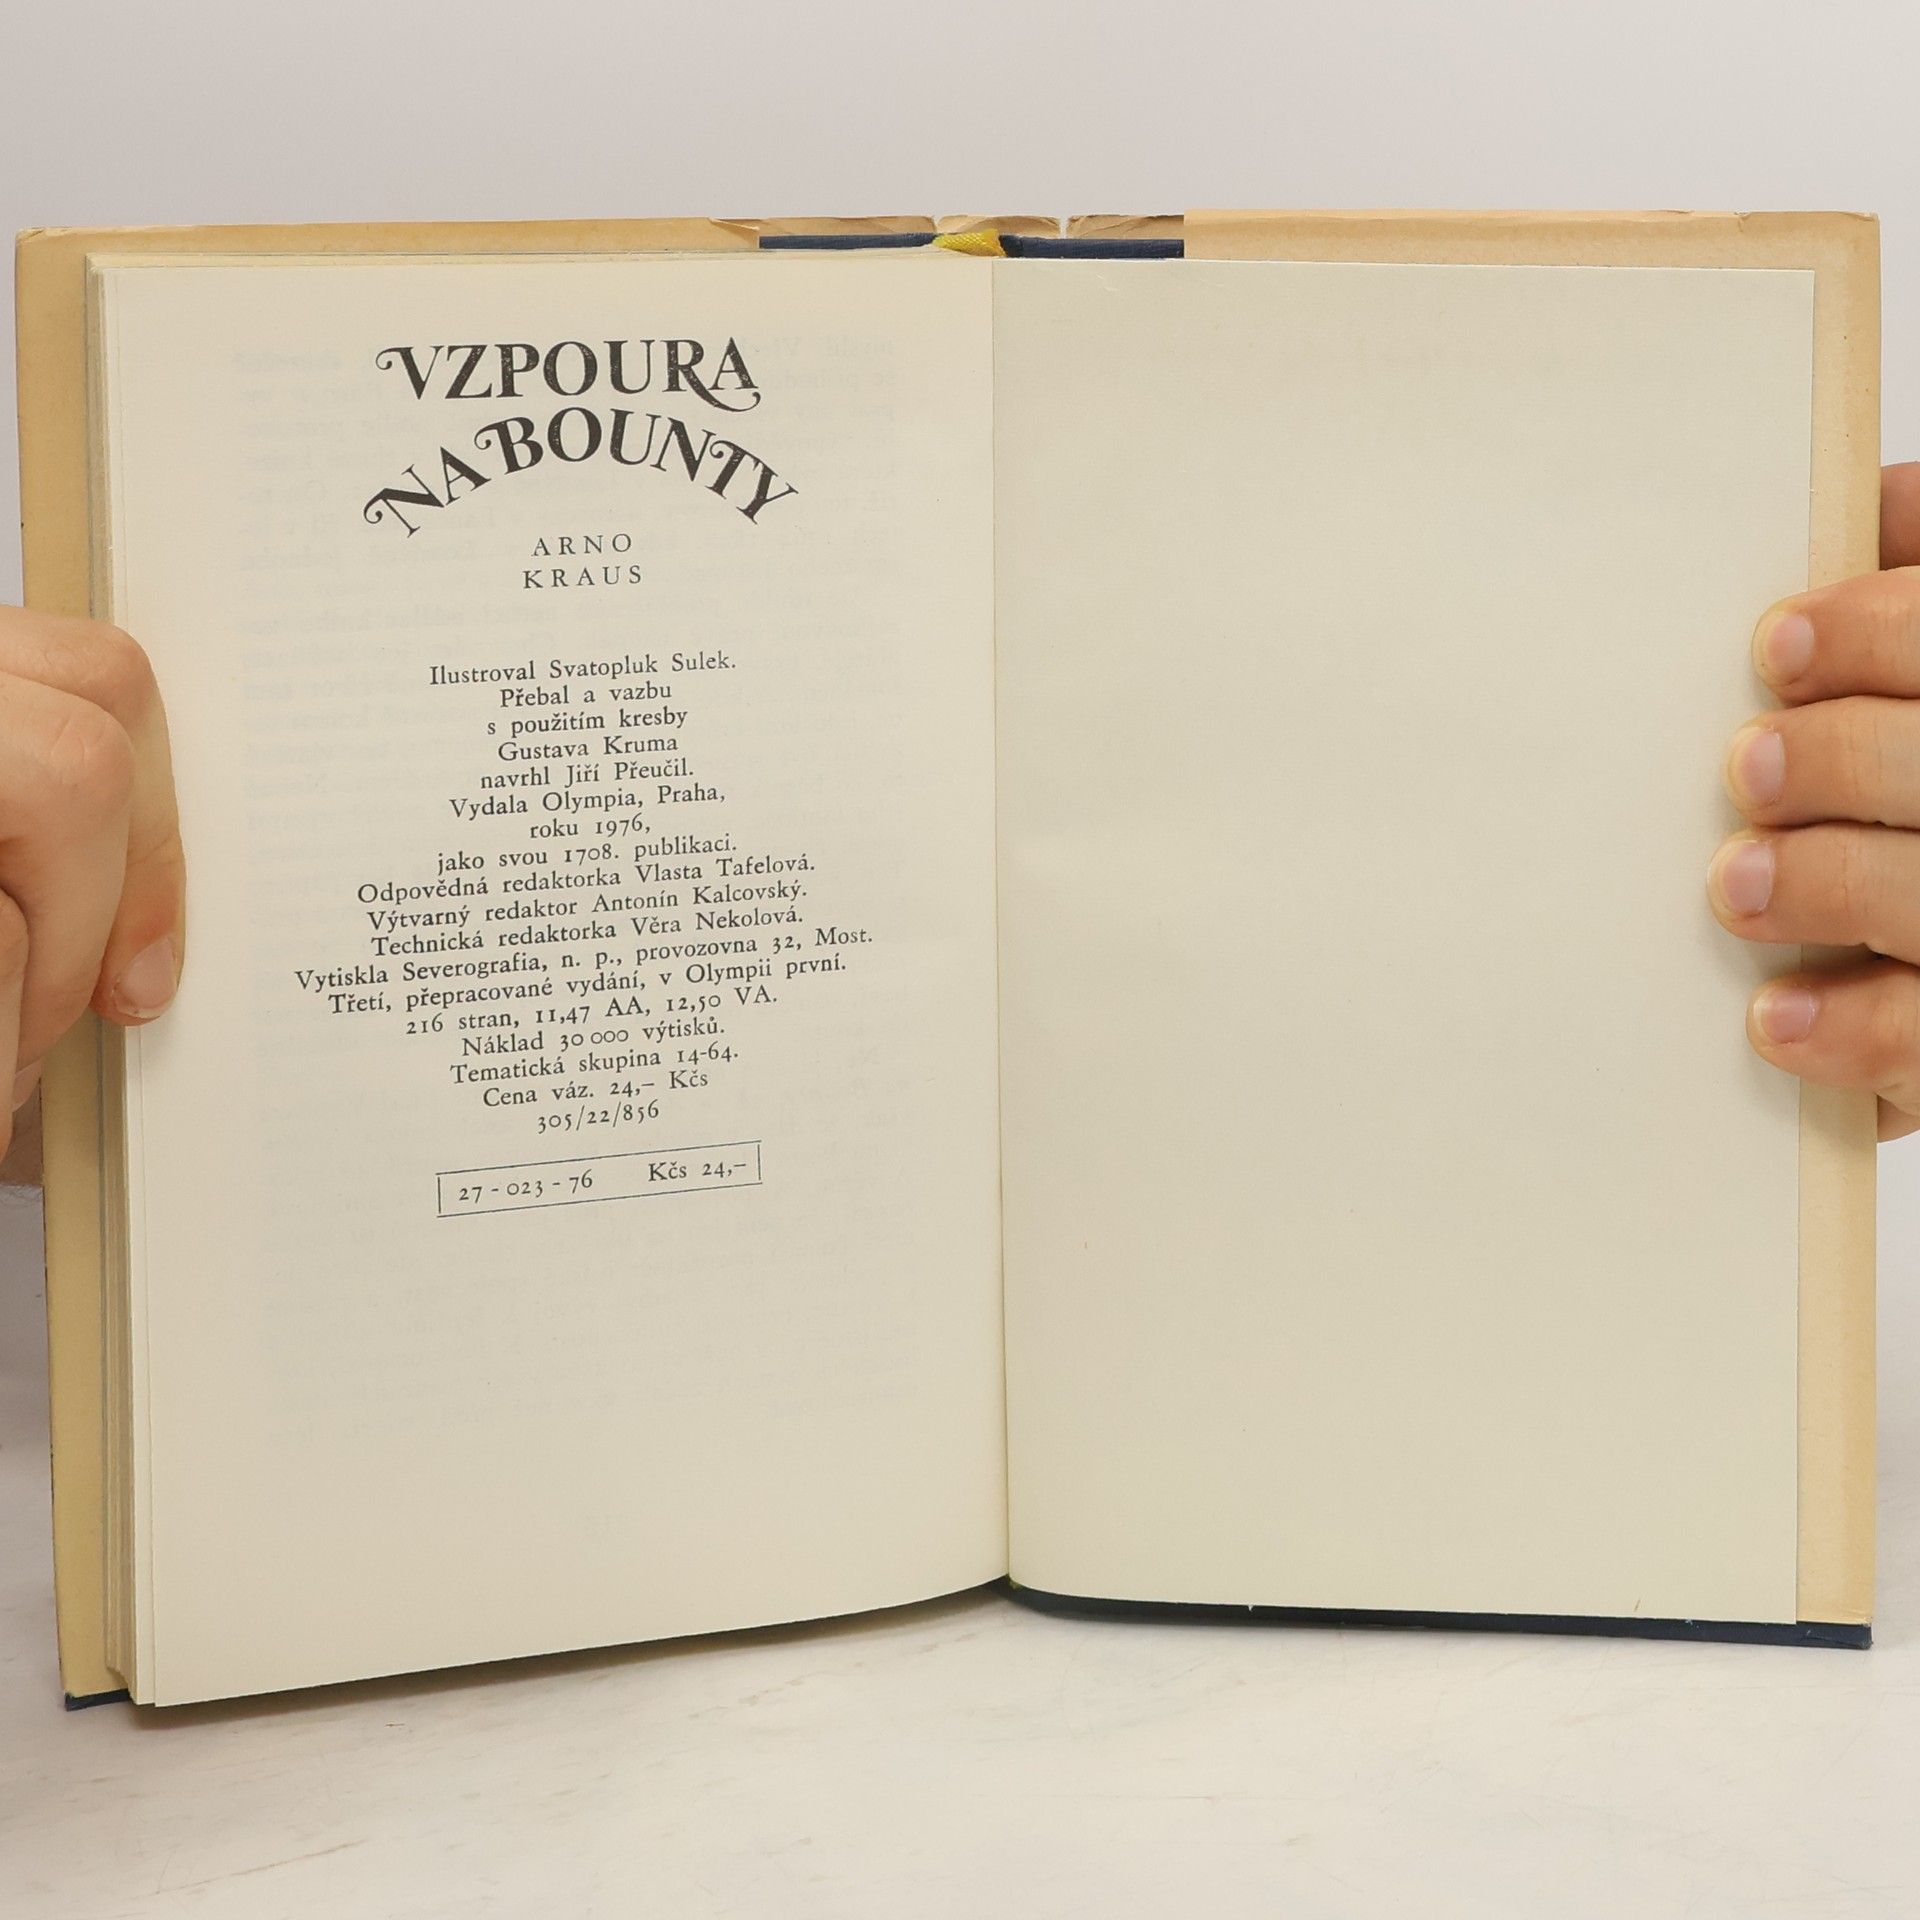 VZPOURA
NA BOUNTY
ARNO
KRAUS
Ilustroval Svatopluk Sulek.
Přebal a vazbu
s použitím kresby
Gustava Kruma
navrhl Jiří Přeučil.
Vydala Olympia, Praha,
roku 1976,
jako svou 1708. publikaci.
Odpovědná redaktorka Vlasta Tafelová.
Výtvarný redaktor Antonín Kalcovský.
Technická redaktorka Věra Nekolová.
Vytiskla Severografia, n. p., provozovna 32, Most.
Třetí, přepracované vydání, v Olympii první.
216 stran, 11,47 AA, 12,50 VA.
Náklad 30 000 výtisků.
Tematická skupina 14-64.
Cena váz. 24,– Kčs
305/22/856
27 - 023 - 76 Kčs 24,–